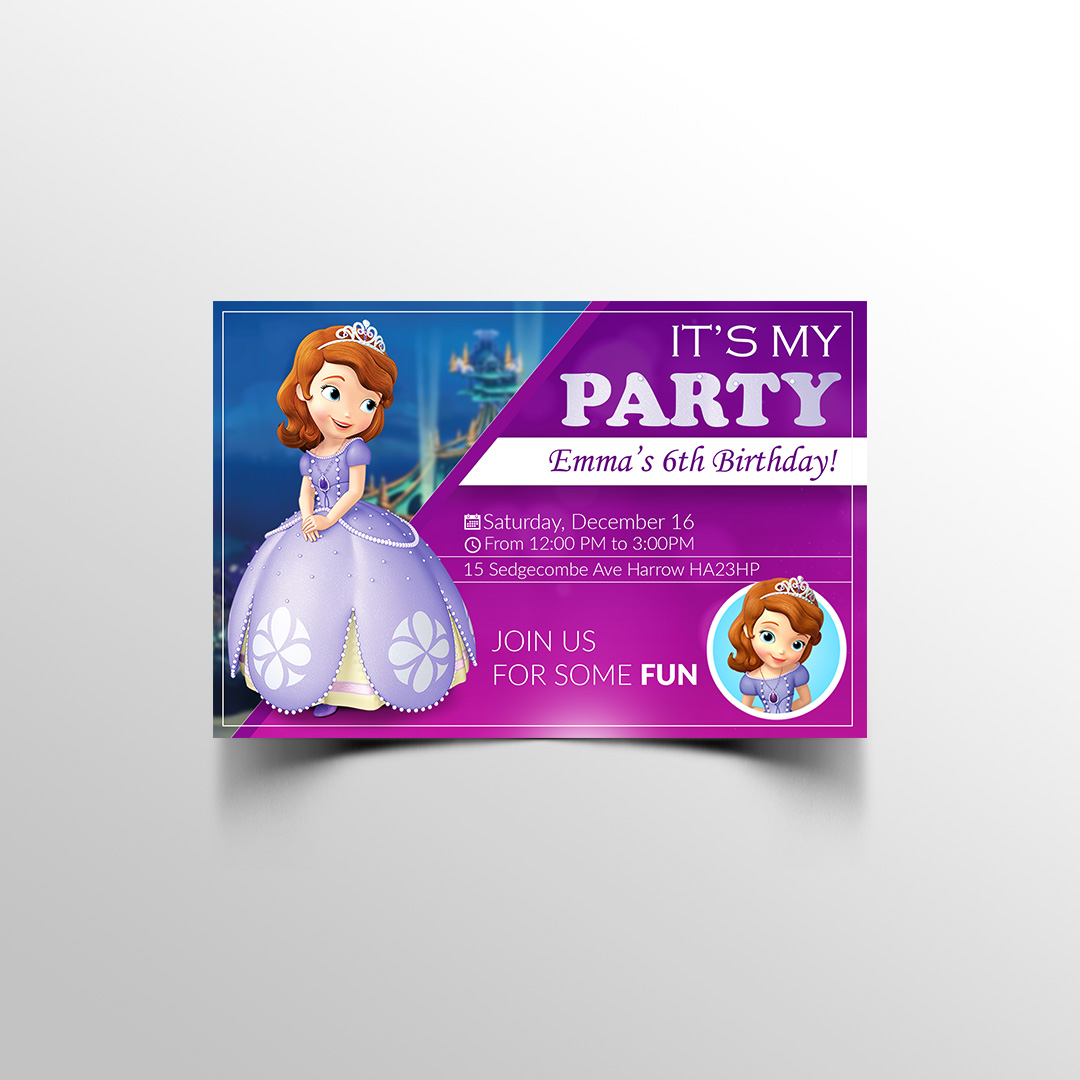 IT'S MY
PARTY
Emma's 6th Birthday!
Saturday, December 16
From 12:00 PM to 3:00PM
15 Sedgecombe Ave Harrow HA23HP
JOIN US
FOR SOME FUN